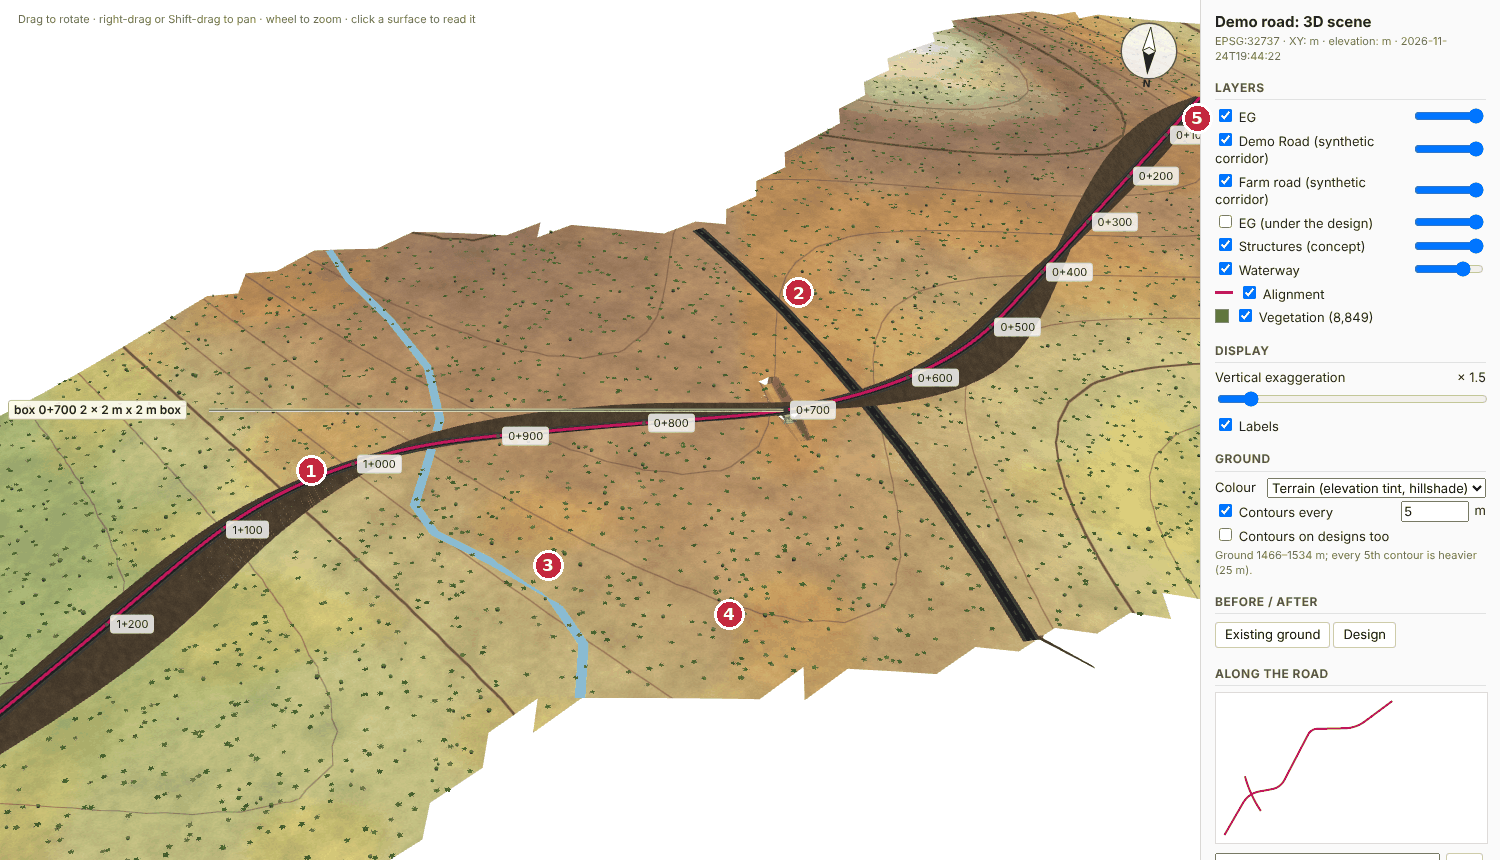 Drag to rotate · right-drag or Shift-drag to pan · wheel to zoom · click a surface to read it
N
5
0+200
0+300
2
0+400
0+500
0+600
box 0+700 2 × 2 m x 2 m box
0+700
0+800
0+900
1+000
1
1+100
3
4
1+200
Demo road: 3D scene
EPSG:32737 · XY: m · elevation: m · 2026-11-
24T19:44:22
LAYERS
EG
Demo Road (synthetic
corridor)
Farm road (synthetic
corridor)
EG (under the design)
Structures (concept)
Waterway
Alignment
Vegetation (8,849)
DISPLAY
Vertical exaggeration × 1.5
Labels
GROUND
Colour Terrain (elevation tint, hillshade)
Contours every 5 m
Contours on designs too
Ground 1466–1534 m; every 5th contour is heavier
(25 m).
BEFORE / AFTER
Existing ground Design
ALONG THE ROAD